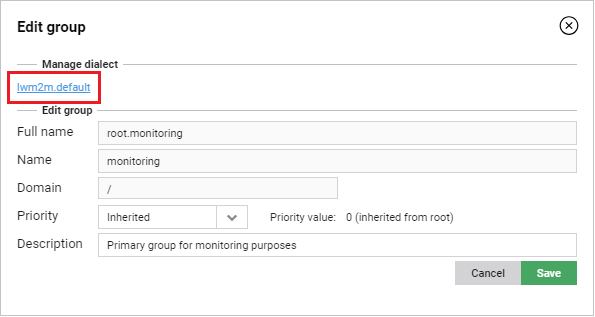 Edit group
Manage dialect
lwm2m.default
Edit group
Full name root.monitoring
Name monitoring
Domain /
Priority Inherited Priority value: 0 (inherited from root)
Description Primary group for monitoring purposes
Cancel Save